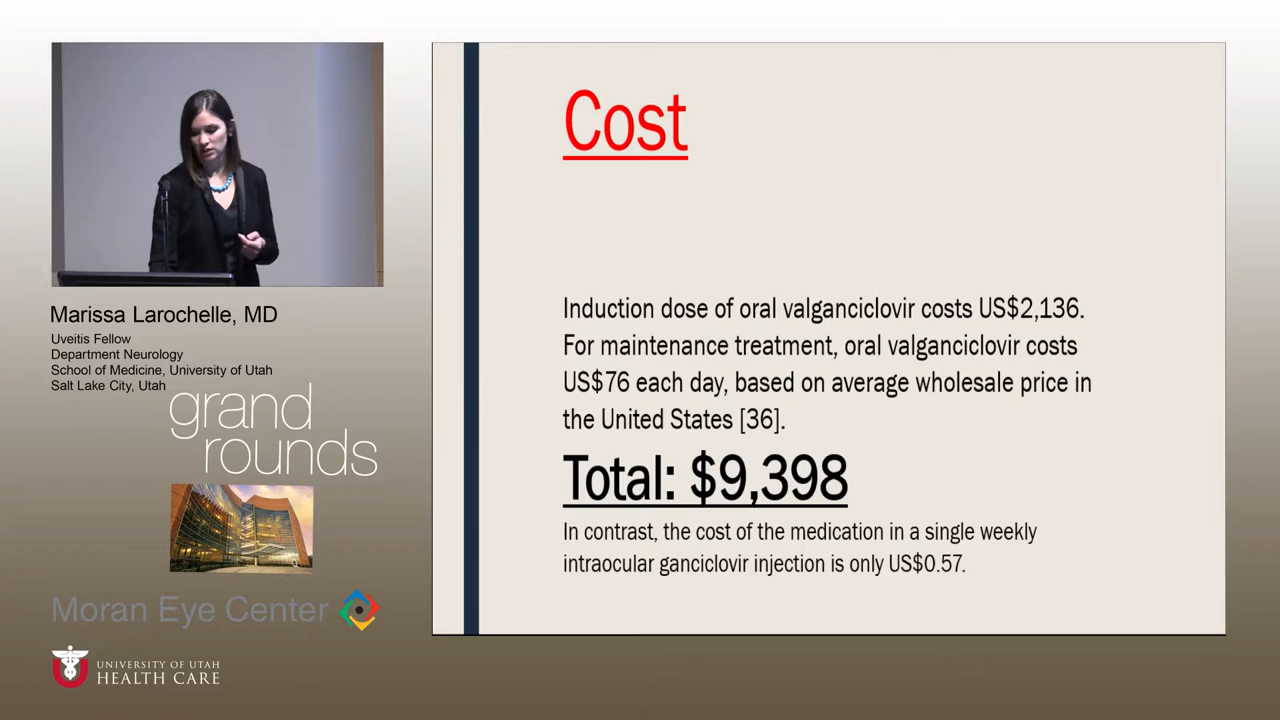 Marissa Larochelle, MD
Uveitis Fellow
Department Neurology
School of Medicine, University of Utah
Salt Lake City, Utah
grand
rounds
Moran Eye Center
UNIVERSITY OF UTAH
HEALTH CARE
Cost
Induction dose of oral valganciclovir costs US$2,136.
For maintenance treatment, oral valganciclovir costs
US$76 each day, based on average wholesale price in
the United States [36].
Total: $9,398
In contrast, the cost of the medication in a single weekly
intraocular ganciclovir injection is only US$0.57.